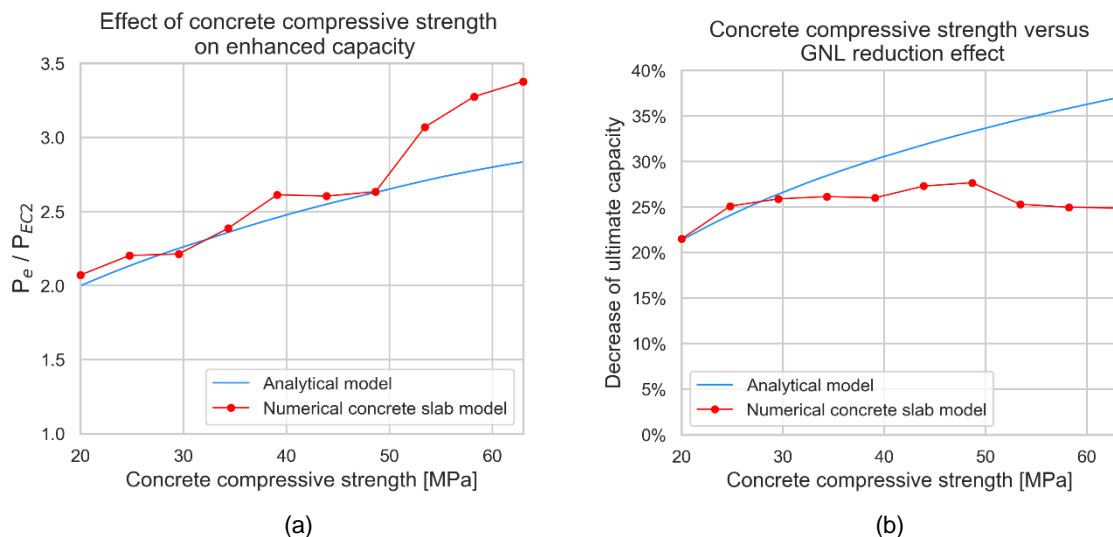 Effect of concrete compressive strength
on enhanced capacity
3.5
3.0
2.5
2.0
1.5
1.0
P_e / P_EC2
Analytical model
Numerical concrete slab model
20 30 40 50 60
Concrete compressive strength [MPa]
(a)
Concrete compressive strength versus
GNL reduction effect
40%
35%
30%
25%
20%
15%
10%
5%
0%
Decrease of ultimate capacity
Analytical model
Numerical concrete slab model
20 30 40 50 60
Concrete compressive strength [MPa]
(b)